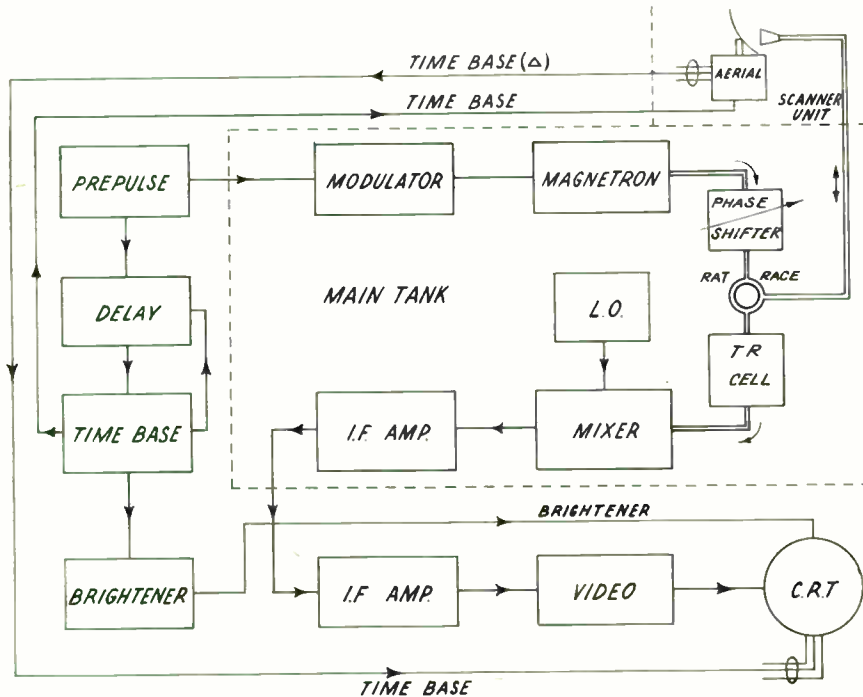 TIME BASE (Δ)
AERIAL
TIME BASE
SCANNER
UNIT
PREPULSE
MODULATOR
MAGNETRON
PHASE
SHIFTER
RAT RACE
DELAY
MAIN TANK
L.O.
T R
CELL
TIME BASE
I.F. AMP.
MIXER
BRIGHTENER
BRIGHTENER
I.F AMP.
VIDEO
C.R.T
TIME BASE